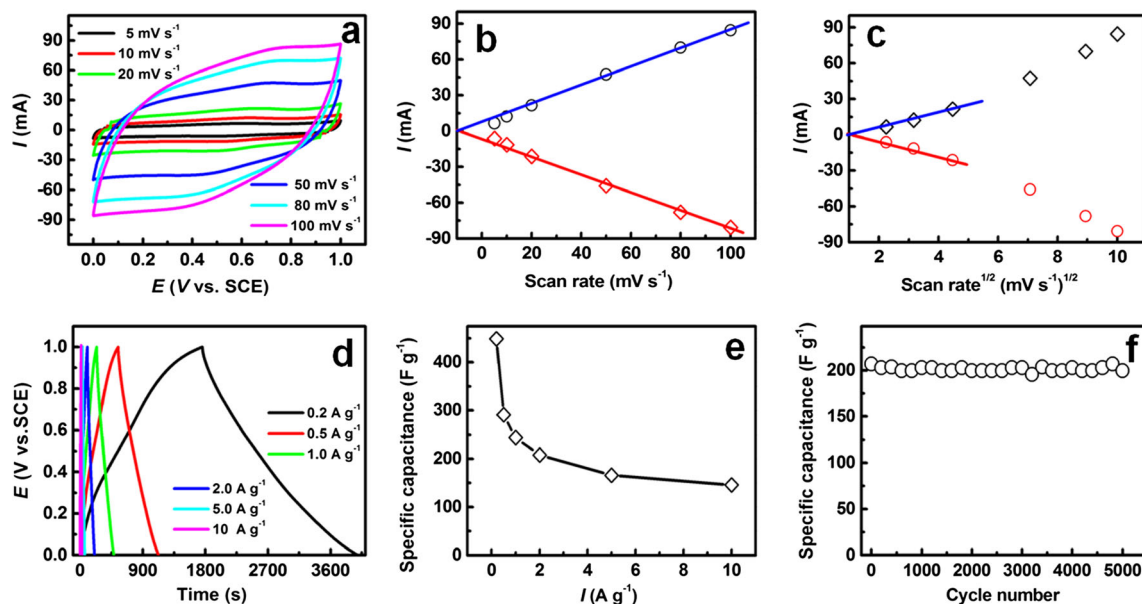 a
5 mV s⁻¹
10 mV s⁻¹
20 mV s⁻¹
50 mV s⁻¹
80 mV s⁻¹
100 mV s⁻¹
90
60
30
0
-30
-60
-90
I (mA)
0.0 0.2 0.4 0.6 0.8 1.0
E (V vs. SCE)
b
90
60
30
0
-30
-60
-90
I (mA)
0 20 40 60 80 100
Scan rate (mV s⁻¹)
c
90
60
30
0
-30
-60
-90
I (mA)
2 4 6 8 10
Scan rate¹/² (mV s⁻¹)¹/²
d
1.0
0.8
0.6
0.4
0.2
0.0
E (V vs.SCE)
0.2 A g⁻¹
0.5 A g⁻¹
1.0 A g⁻¹
2.0 A g⁻¹
5.0 A g⁻¹
10 A g⁻¹
0 900 1800 2700 3600
Time (s)
e
450
400
350
300
250
200
150
100
50
0
Specific capacitance (F g⁻¹)
0 2 4 6 8 10
I (A g⁻¹)
f
200
150
100
50
0
Specific capacitance (F g⁻¹)
0 1000 2000 3000 4000 5000
Cycle number